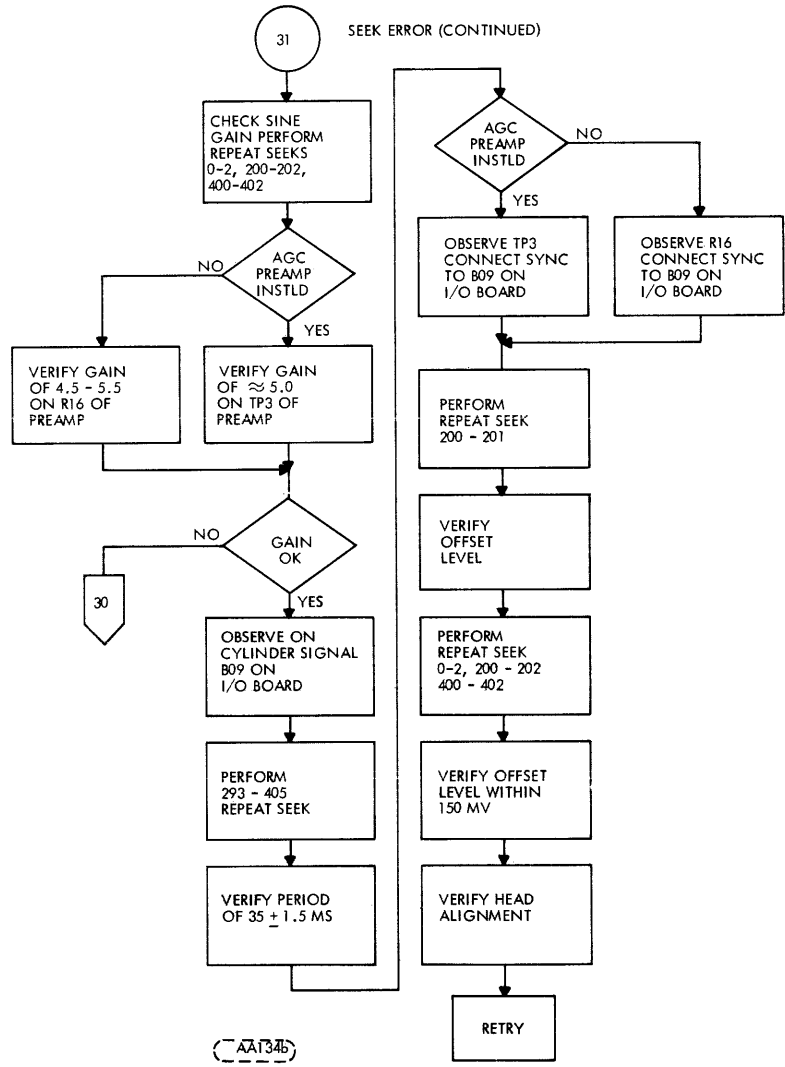 31
SEEK ERROR (CONTINUED)
CHECK SINE
GAIN PERFORM
REPEAT SEEKS
0-2, 200-202,
400-402
AGC
PREAMP
INSTLD
NO
YES
VERIFY GAIN
OF 4.5 - 5.5
ON R16 OF
PREAMP
VERIFY GAIN
OF ≈ 5.0
ON TP3 OF
PREAMP
GAIN
OK
NO
30
YES
OBSERVE ON
CYLINDER SIGNAL
B09 ON
I/O BOARD
PERFORM
293 - 405
REPEAT SEEK
VERIFY PERIOD
OF 35 ± 1.5 MS
AGC
PREAMP
INSTLD
NO
YES
OBSERVE TP3
CONNECT SYNC
TO B09 ON
I/O BOARD
OBSERVE R16
CONNECT SYNC
TO B09 ON
I/O BOARD
PERFORM
REPEAT SEEK
200 - 201
VERIFY
OFFSET
LEVEL
PERFORM
REPEAT SEEK
0-2, 200 - 202
400 - 402
VERIFY OFFSET
LEVEL WITHIN
150 MV
VERIFY HEAD
ALIGNMENT
RETRY
AA134b